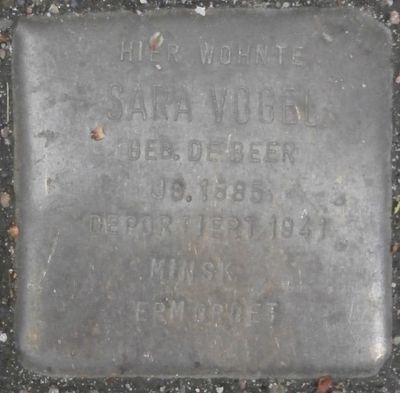 HIER WOHNTE
SARA VOGEL
GEB. DE BEER
JG. 1885
DEPORTIERT 1941
MINSK
ERMORDET